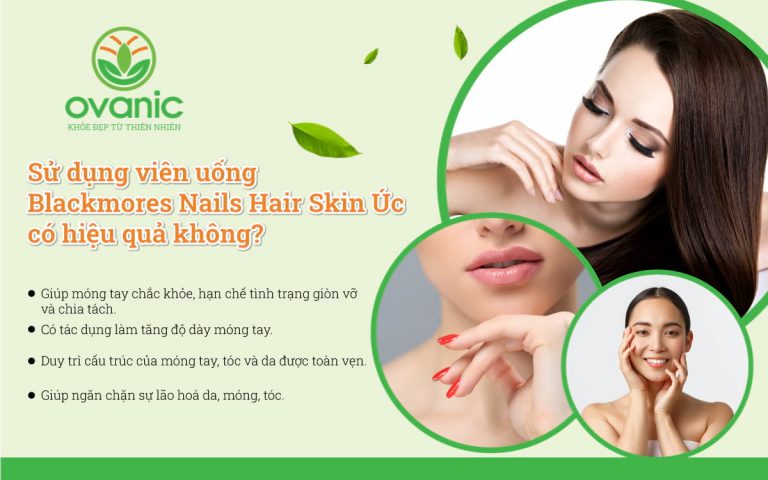 ovanic
KHỎE ĐẸP TỪ THIÊN NHIÊN
Sử dụng viên uống
Blackmores Nails Hair Skin Úc
có hiệu quả không?
Giúp móng tay chắc khỏe, hạn chế tình trạng giòn vỡ
và chia tách.
Có tác dụng làm tăng độ dày móng tay.
Duy trì cấu trúc của móng tay, tóc và da được toàn vẹn.
Giúp ngăn chặn sự lão hoá da, móng, tóc.